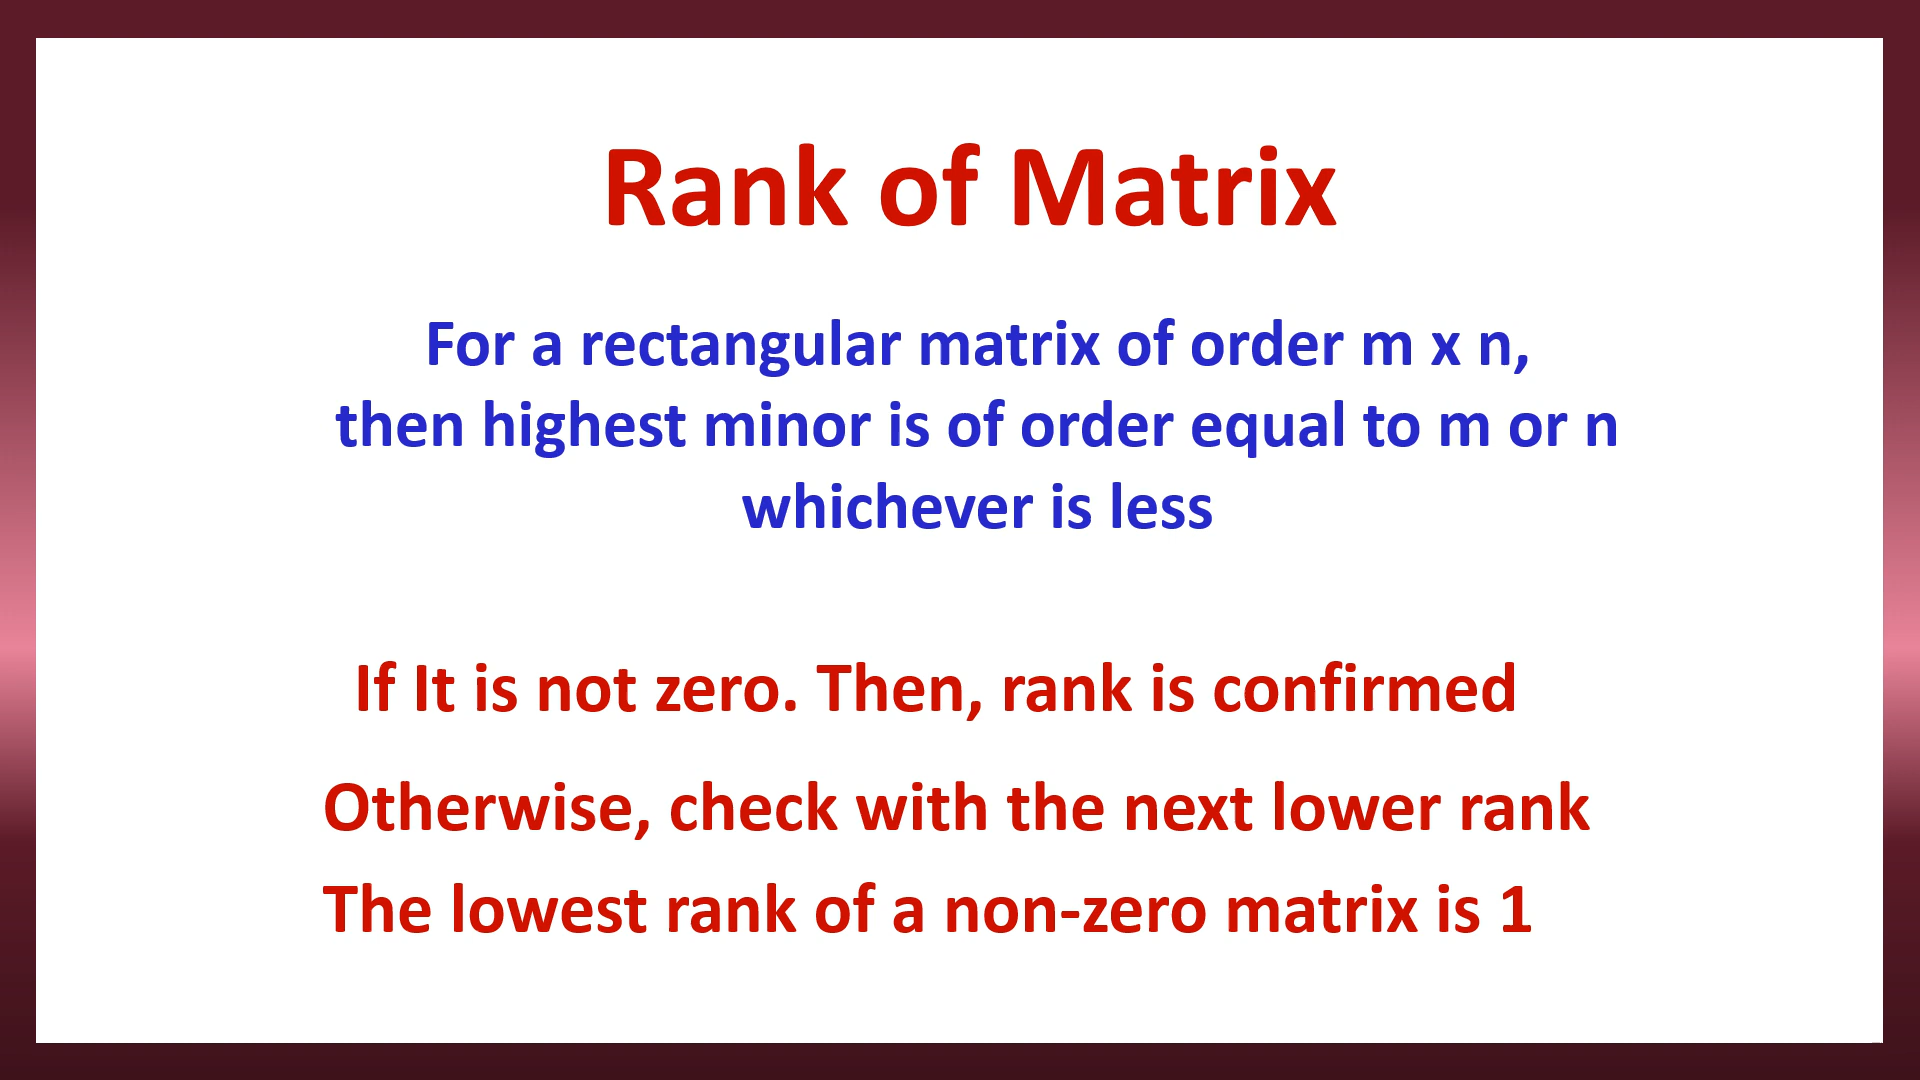 Rank of Matrix
For a rectangular matrix of order m x n,
then highest minor is of order equal to m or n
whichever is less
If It is not zero. Then, rank is confirmed
Otherwise, check with the next lower rank
The lowest rank of a non-zero matrix is 1